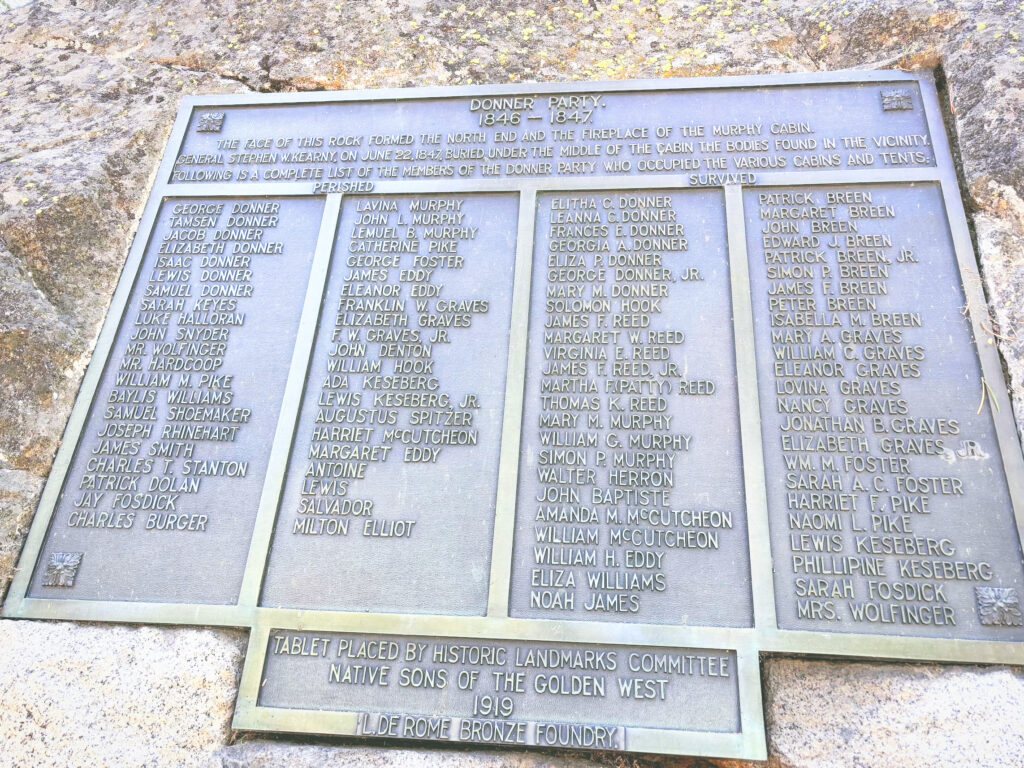 DONNER PARTY.
1846 — 1847.
THE FACE OF THIS ROCK FORMED THE NORTH END AND THE FIREPLACE OF THE MURPHY CABIN.
GENERAL STEPHEN W. KEARNY, ON JUNE 22, 1847, BURIED, UNDER THE MIDDLE OF THE CABIN THE BODIES FOUND IN THE VICINITY.
FOLLOWING IS A COMPLETE LIST OF THE MEMBERS OF THE DONNER PARTY WHO OCCUPIED THE VARIOUS CABINS AND TENTS:
PERISHED
GEORGE DONNER
TAMSEN DONNER
JACOB DONNER
ELIZABETH DONNER
ISAAC DONNER
LEWIS DONNER
SAMUEL DONNER
SARAH KEYES
LUKE HALLORAN
JOHN SNYDER
MR. WOLFINGER
MR. HARDCOOP
WILLIAM M. PIKE
BAYLIS WILLIAMS
SAMUEL SHOEMAKER
JOSEPH RHINEHART
JAMES SMITH
CHARLES T. STANTON
PATRICK DOLAN
JAY FOSDICK
CHARLES BURGER
LAVINA MURPHY
JOHN L. MURPHY
LEMUEL B. MURPHY
CATHERINE PIKE
GEORGE FOSTER
JAMES EDDY
ELEANOR EDDY
FRANKLIN W. GRAVES
ELIZABETH GRAVES
F. W. GRAVES, JR.
JOHN DENTON
WILLIAM HOOK
ADA KESEBERG
LEWIS KESEBERG, JR.
AUGUSTUS SPITZER
HARRIET McCUTCHEON
MARGARET EDDY
ANTOINE
LEWIS
SALVADOR
MILTON ELLIOT
SURVIVED
ELITHA C. DONNER
LEANNA C. DONNER
FRANCES E. DONNER
GEORGIA A. DONNER
ELIZA P. DONNER
GEORGE DONNER, JR.
MARY M. DONNER
SOLOMON HOOK
JAMES F. REED
MARGARET W. REED
VIRGINIA E. REED
JAMES F. REED, JR.
MARTHA F. (PATTY) REED
THOMAS K. REED
MARY M. MURPHY
WILLIAM G. MURPHY
SIMON P. MURPHY
WALTER HERRON
JOHN BAPTISTE
AMANDA M. McCUTCHEON
WILLIAM McCUTCHEON
WILLIAM H. EDDY
ELIZA WILLIAMS
NOAH JAMES
PATRICK BREEN
MARGARET BREEN
JOHN BREEN
EDWARD J. BREEN
PATRICK BREEN, JR.
SIMON P. BREEN
JAMES F. BREEN
PETER BREEN
ISABELLA M. BREEN
MARY A. GRAVES
WILLIAM C. GRAVES
ELEANOR GRAVES
LOVINA GRAVES
NANCY GRAVES
JONATHAN B. GRAVES
ELIZABETH GRAVES, JR.
WM. M. FOSTER
SARAH A. C. FOSTER
HARRIET F. PIKE
NAOMI L. PIKE
LEWIS KESEBERG
PHILLIPINE KESEBERG
SARAH FOSDICK
MRS. WOLFINGER
TABLET PLACED BY HISTORIC LANDMARKS COMMITTEE
NATIVE SONS OF THE GOLDEN WEST
1919
L. DE ROME BRONZE FOUNDRY.